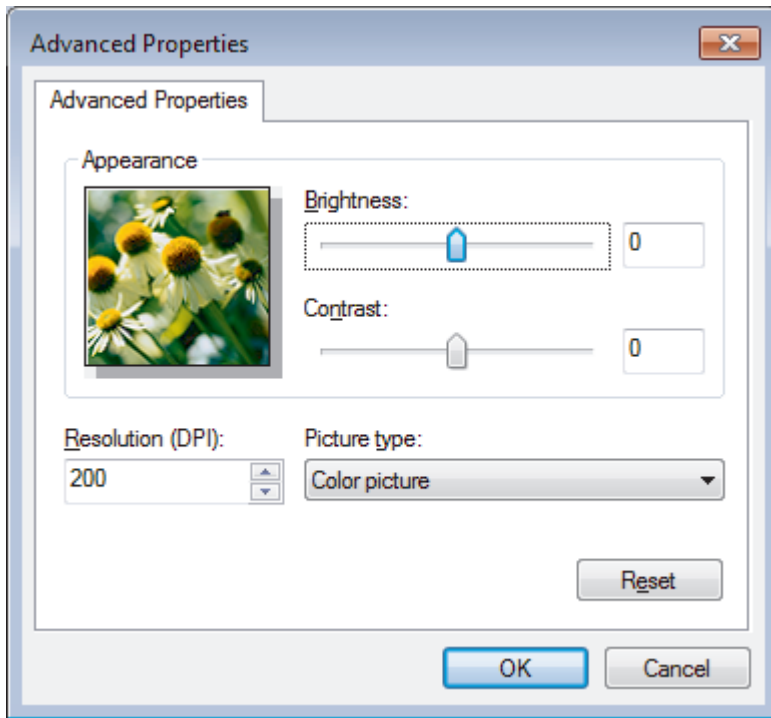 Advanced Properties
Advanced Properties
Appearance
Brightness:
0
Contrast:
0
Resolution (DPI):
200
Picture type:
Color picture
Reset
OK
Cancel